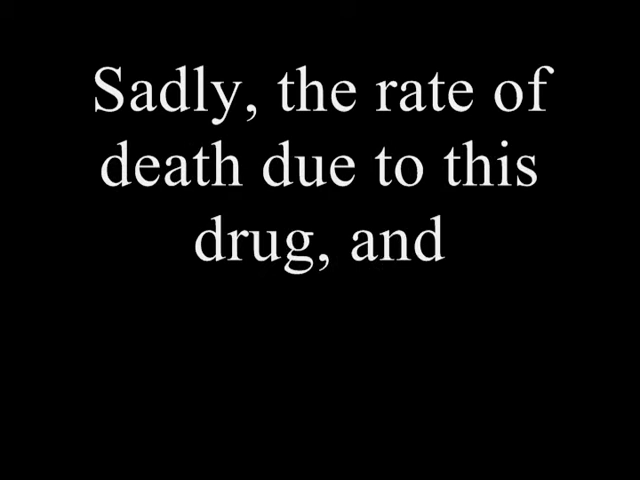 Sadly, the rate of
death due to this
drug, and